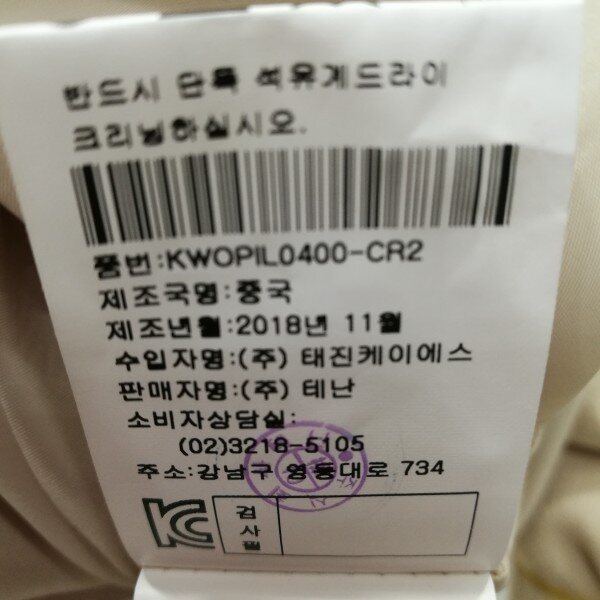 반드시 단독 석유계드라이
크리닝하십시오.
품번:KWOPIL0400-CR2
제조국명:중국
제조년월:2018년 11월
수입자명:(주) 태진케이에스
판매자명:(주) 테난
소비자상담실:
(02)3218-5105
주소:강남구 영동대로 734
KC
검사필